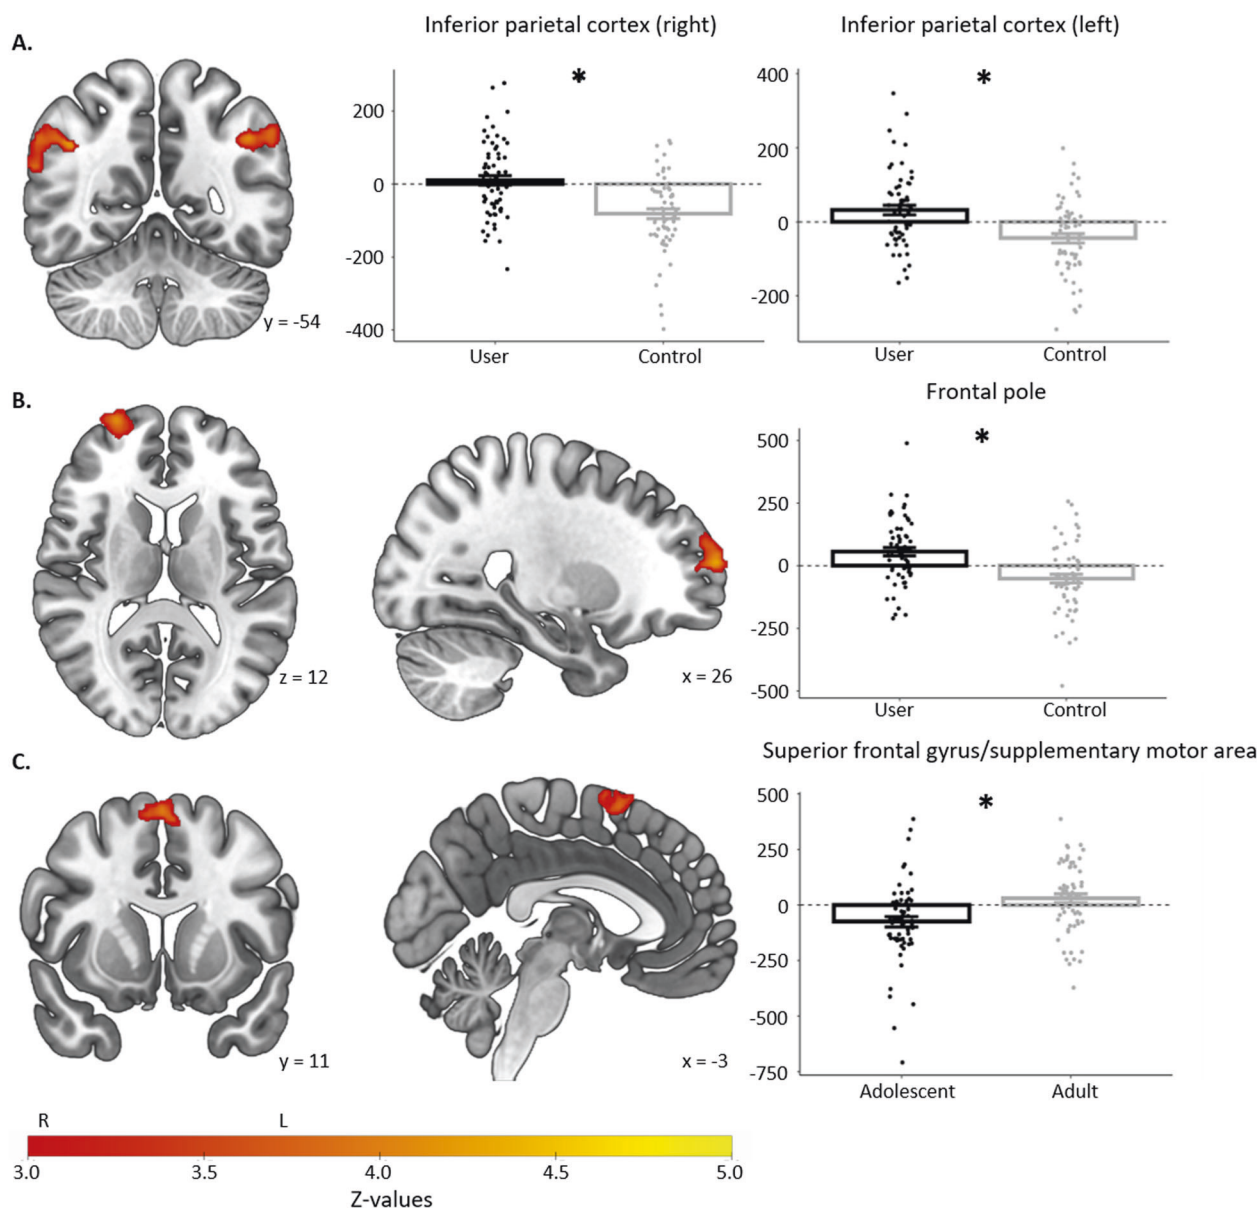 A.
Inferior parietal cortex (right)
Inferior parietal cortex (left)
y = -54
200
0
-200
-400
*
User
Control
400
200
0
-200
*
User
Control
B.
z = 12
x = 26
Frontal pole
500
250
0
-250
-500
*
User
Control
C.
y = 11
x = -3
Superior frontal gyrus/supplementary motor area
500
250
0
-250
-500
-750
*
Adolescent
Adult
R
L
3.0
3.5
4.0
4.5
5.0
Z-values